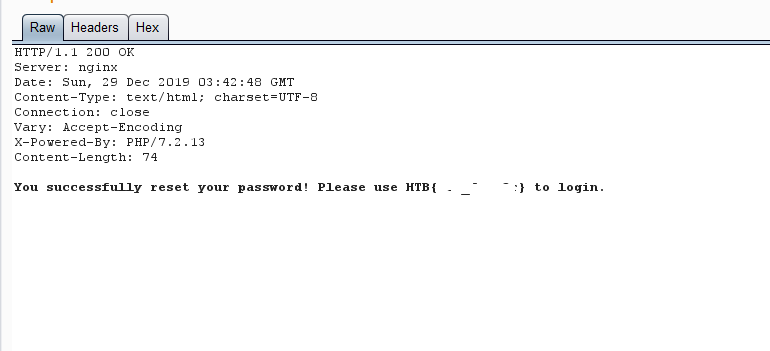 Raw Headers Hex
HTTP/1.1 200 OK
Server: nginx
Date: Sun, 29 Dec 2019 03:42:48 GMT
Content-Type: text/html; charset=UTF-8
Connection: close
Vary: Accept-Encoding
X-Powered-By: PHP/7.2.13
Content-Length: 74
You successfully reset your password! Please use HTB{ } to login.